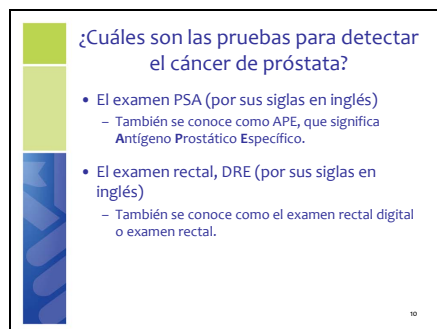 ¿Cuáles son las pruebas para detectar
el cáncer de próstata?
• El examen PSA (por sus siglas en inglés)
– También se conoce como APE, que significa
Antígeno Prostático Específico.
• El examen rectal, DRE (por sus siglas en
inglés)
– También se conoce como el examen rectal digital
o examen rectal.
10